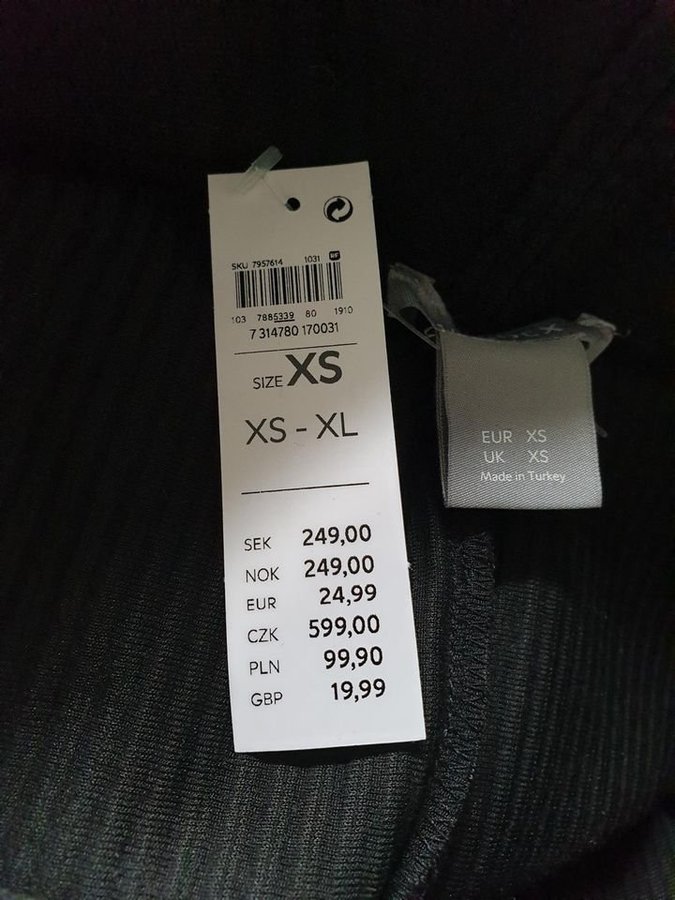 SKU 7957614 1031 RF
103 7885339 80 1910
7 314780 170031
SIZE XS
XS - XL
SEK 249,00
NOK 249,00
EUR 24,99
CZK 599,00
PLN 99,90
GBP 19,99
EUR XS
UK XS
Made in Turkey